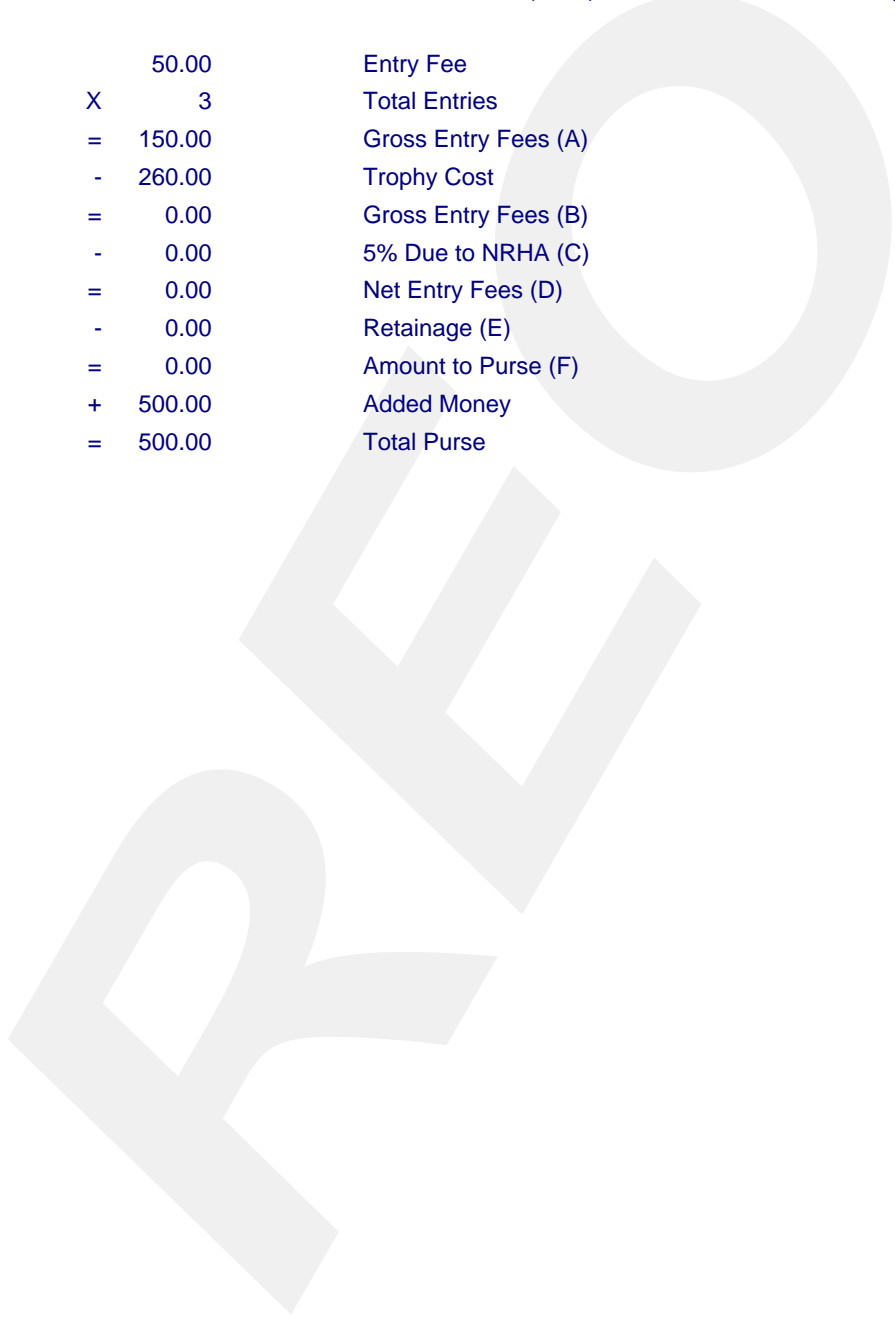 50.00 Entry Fee
X 3 Total Entries
= 150.00 Gross Entry Fees (A)
- 260.00 Trophy Cost
= 0.00 Gross Entry Fees (B)
- 0.00 5% Due to NRHA (C)
= 0.00 Net Entry Fees (D)
- 0.00 Retainage (E)
= 0.00 Amount to Purse (F)
+ 500.00 Added Money
= 500.00 Total Purse
REO